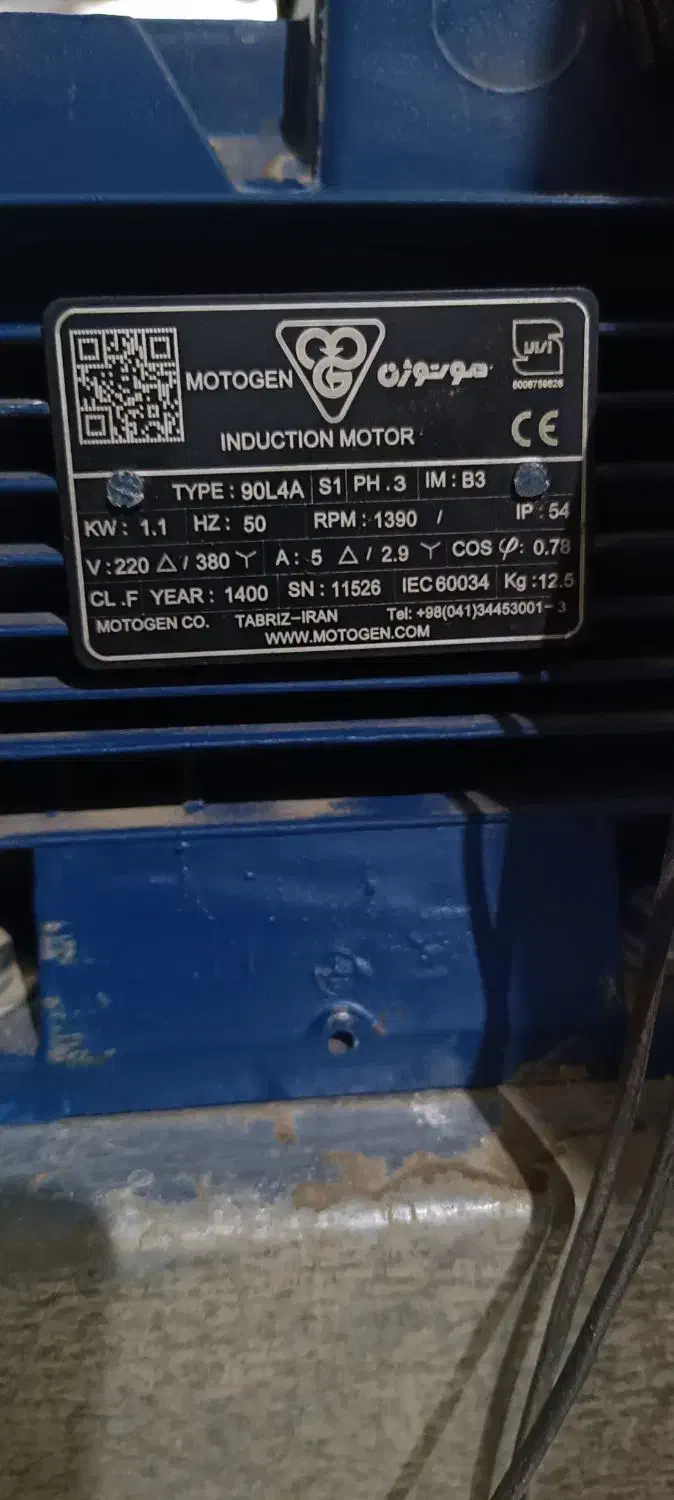 MOTOGEN موتوژن
6006759626
INDUCTION MOTOR CE
TYPE : 90L4A S1 PH .3 IM : B3
KW : 1.1 HZ : 50 RPM : 1390 / IP : 54
V : 220 △ / 380 Y A : 5 △ / 2.9 Y COS φ: 0.78
CL .F YEAR : 1400 SN : 11526 IEC 60034 Kg :12.5
MOTOGEN CO. TABRIZ-IRAN Tel: +98(041)34453001-3
WWW.MOTOGEN.COM